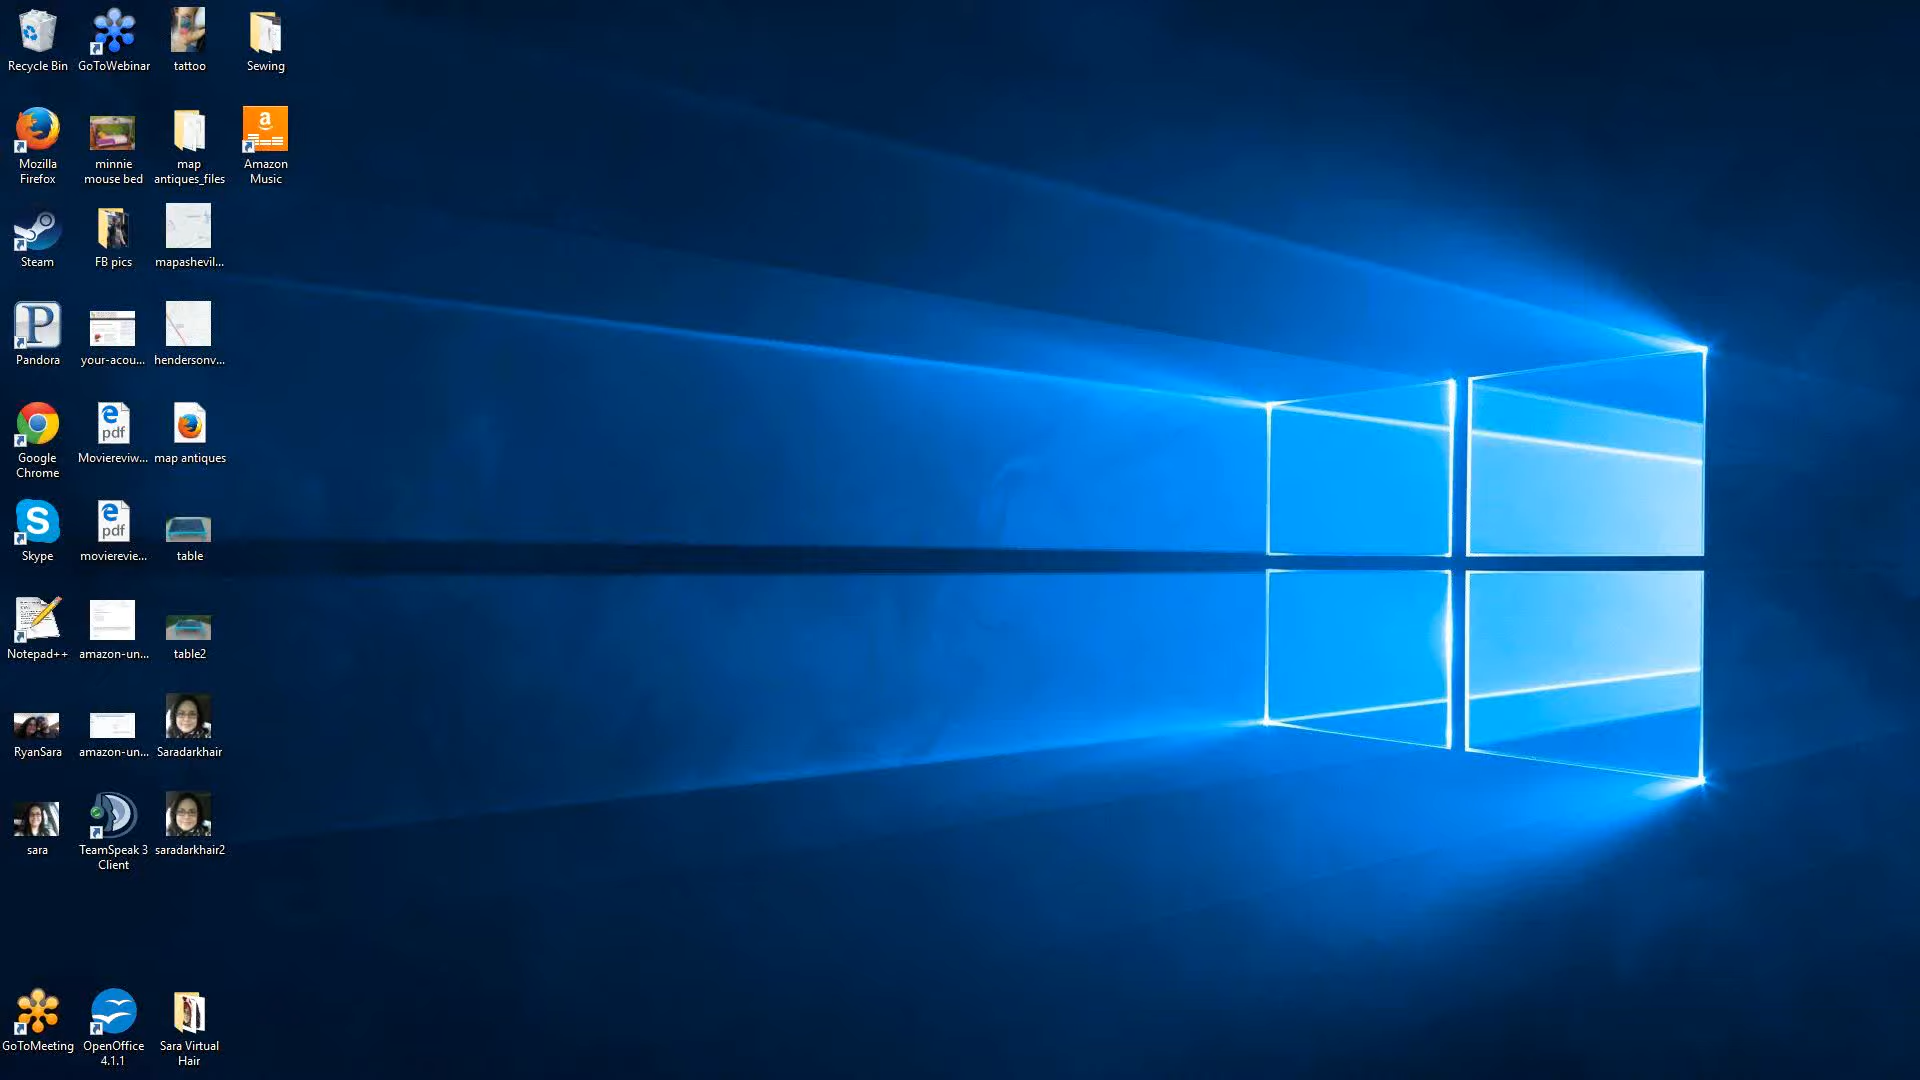 Recycle Bin
GoToWebinar
tattoo
Sewing
Mozilla
Firefox
minnie
mouse bed
map
antiques_files
Amazon
Music
Steam
FB pics
mapashevil...
Pandora
your-acou...
hendersonv...
Google
Chrome
pdf
Moviereviw...
map antiques
Skype
pdf
movierevie...
table
Notepad++
amazon-un...
table2
RyanSara
amazon-un...
Saradarkhair
sara
TeamSpeak 3
Client
saradarkhair2
GoToMeeting
OpenOffice
4.1.1
Sara Virtual
Hair